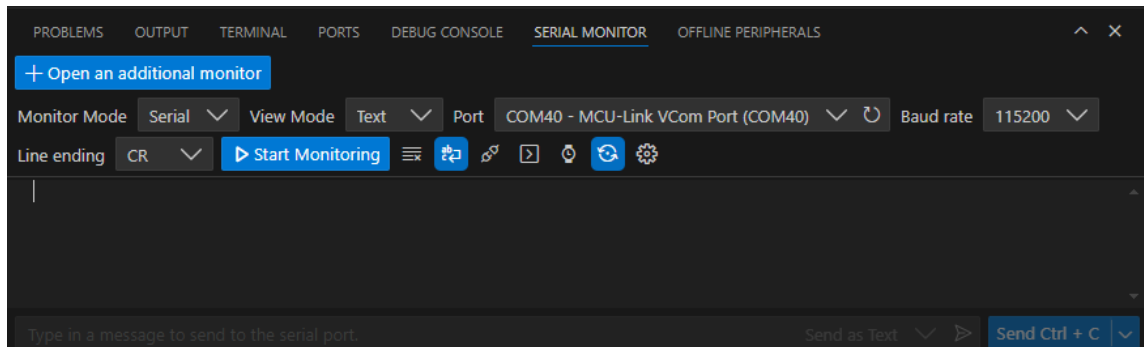 PROBLEMS OUTPUT TERMINAL PORTS DEBUG CONSOLE SERIAL MONITOR OFFLINE PERIPHERALS
+ Open an additional monitor
Monitor Mode Serial View Mode Text Port COM40 - MCU-Link VCom Port (COM40) Baud rate 115200
Line ending CR Start Monitoring
Type in a message to send to the serial port. Send as Text Send Ctrl + C